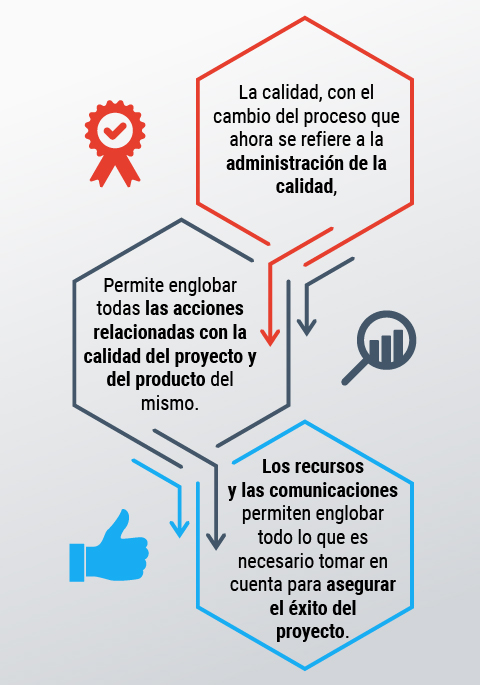 La calidad, con el
cambio del proceso que
ahora se refiere a la
administración de la
calidad,
Permite englobar
todas las acciones
relacionadas con la
calidad del proyecto y
del producto del
mismo.
Los recursos
y las comunicaciones
permiten englobar
todo lo que es
necesario tomar en
cuenta para asegurar
el éxito del
proyecto.